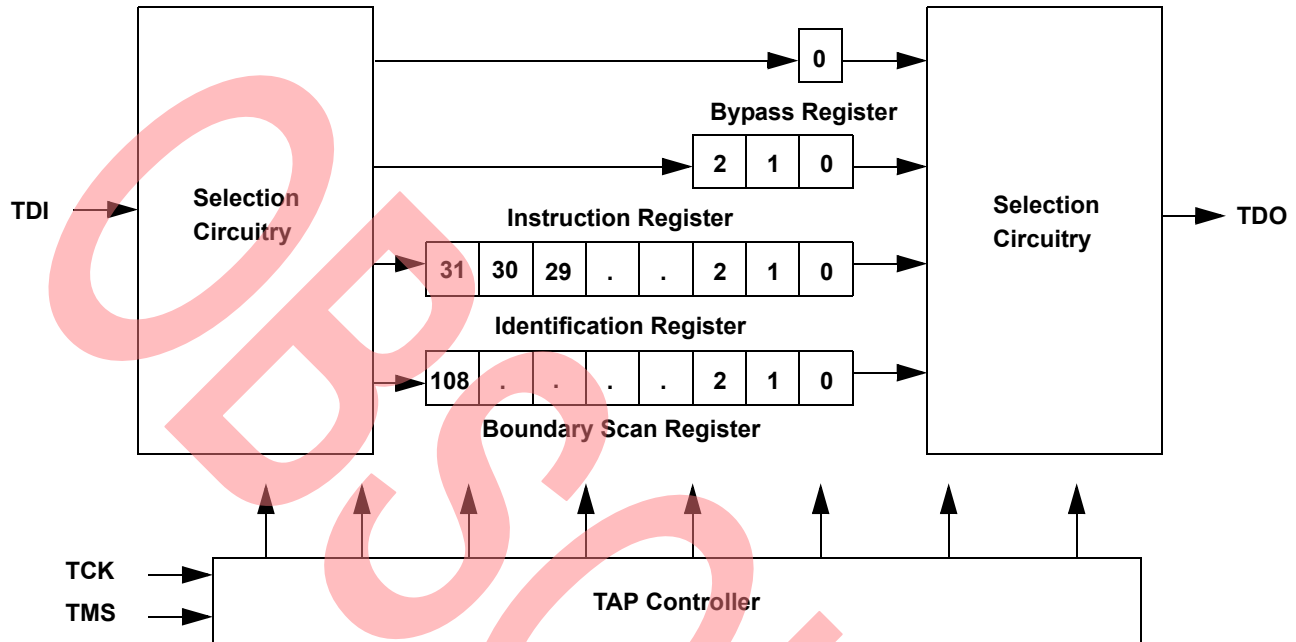 0
Bypass Register
2 1 0
TDI
Selection
Circuitry
Selection
Circuitry
TDO
Instruction Register
31 30 29 . . 2 1 0
Identification Register
108 . . . . 2 1 0
Boundary Scan Register
TCK
TMS
TAP Controller